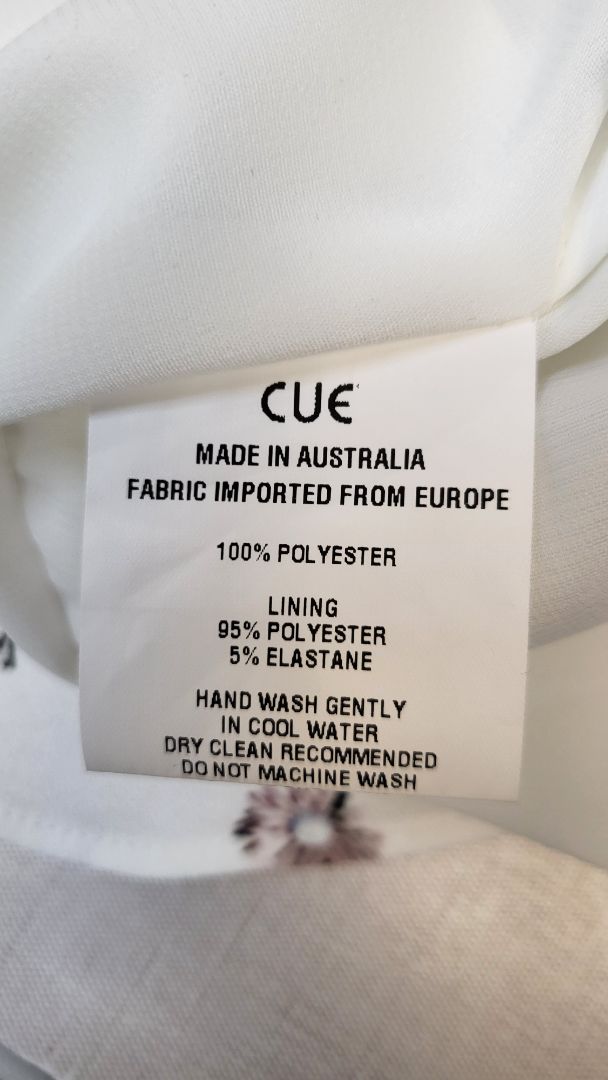 CUE
MADE IN AUSTRALIA
FABRIC IMPORTED FROM EUROPE
100% POLYESTER
LINING
95% POLYESTER
5% ELASTANE
HAND WASH GENTLY
IN COOL WATER
DRY CLEAN RECOMMENDED
DO NOT MACHINE WASH